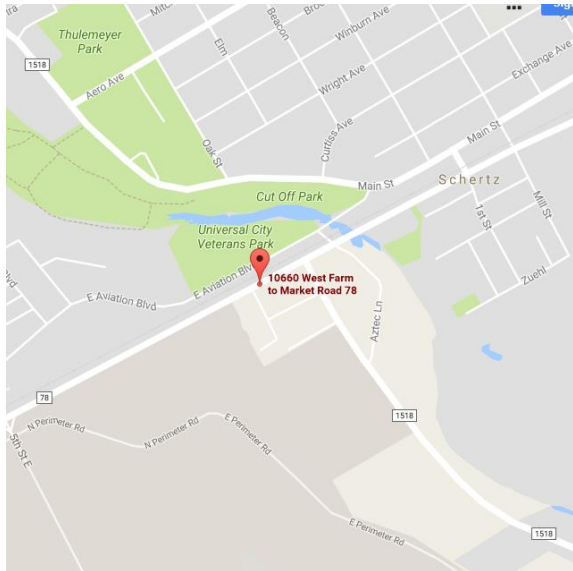 Thulemeyer
Park
Elm
Beacon
Winburn Ave
1518
Aero Ave
Wright Ave
Exchange Ave
Oak St
Curtiss Ave
Main St
Main St
Schertz
Cut Off Park
1st St
Mill St
Universal City
Veterans Park
E Aviation Blvd
E Aviation Blvd
10660 West Farm
to Market Road 78
Zuehl
Aztec Ln
78
1518
N Perimeter Rd
N Perimeter Rd
E Perimeter Rd
5th St E
E Perimeter Rd
1518